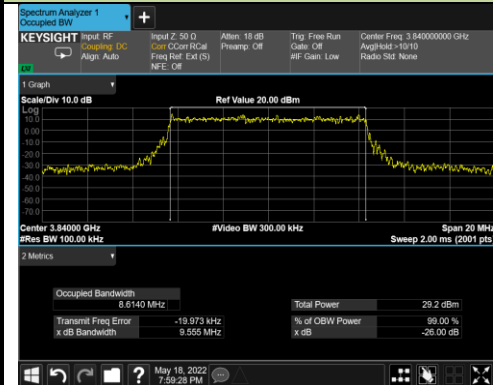 Spectrum Analyzer 1
Occupied BW
KEYSIGHT
Input: RF
Coupling: DC
Align: Auto
Input Z: 50 Ω
Corr CCorr RCal
Freq Ref: Ext (S)
NFE: Off
Atten: 18 dB
Preamp: Off
Trig: Free Run
Gate: Off
#IF Gain: Low
Center Freq: 3.840000000 GHz
Avg|Hold:>10/10
Radio Std: None
1 Graph
Scale/Div 10.0 dB
Ref Value 20.00 dBm
Log
10.0
0.00
-10.0
-20.0
-30.0
-40.0
-50.0
-60.0
-70.0
Center 3.84000 GHz
#Video BW 300.00 kHz
Span 20 MHz
#Res BW 100.00 kHz
Sweep 2.00 ms (2001 pts
2 Metrics
Occupied Bandwidth
8.6140 MHz
Total Power 29.2 dBm
Transmit Freq Error -19.973 kHz
% of OBW Power 99.00 %
x dB Bandwidth 9.555 MHz
x dB -26.00 dB
?
May 18, 2022
7:59:28 PM